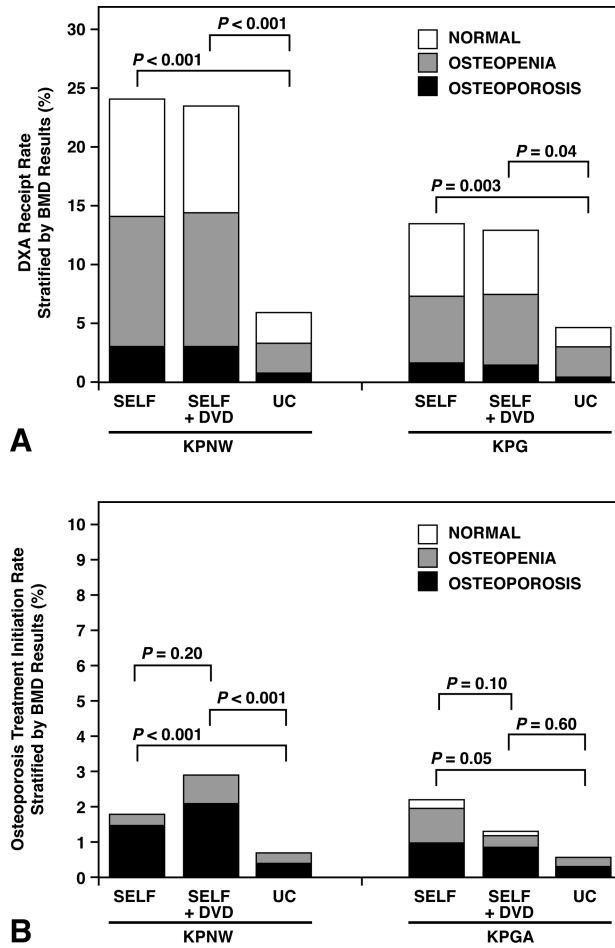 30
25
20
15
10
5
0
DXA Receipt Rate
Stratified by BMD Results (%)
P < 0.001
P < 0.001
NORMAL
OSTEOPENIA
OSTEOPOROSIS
P = 0.04
P = 0.003
SELF
SELF
+ DVD
UC
SELF
SELF
+ DVD
UC
KPNW
KPG
A
10
9
8
7
6
5
4
3
2
1
0
Osteoporosis Treatment Initiation Rate
Stratified by BMD Results (%)
NORMAL
OSTEOPENIA
OSTEOPOROSIS
P = 0.20
P < 0.001
P < 0.001
P = 0.10
P = 0.60
P = 0.05
SELF
SELF
+ DVD
UC
SELF
SELF
+ DVD
UC
KPNW
KPGA
B